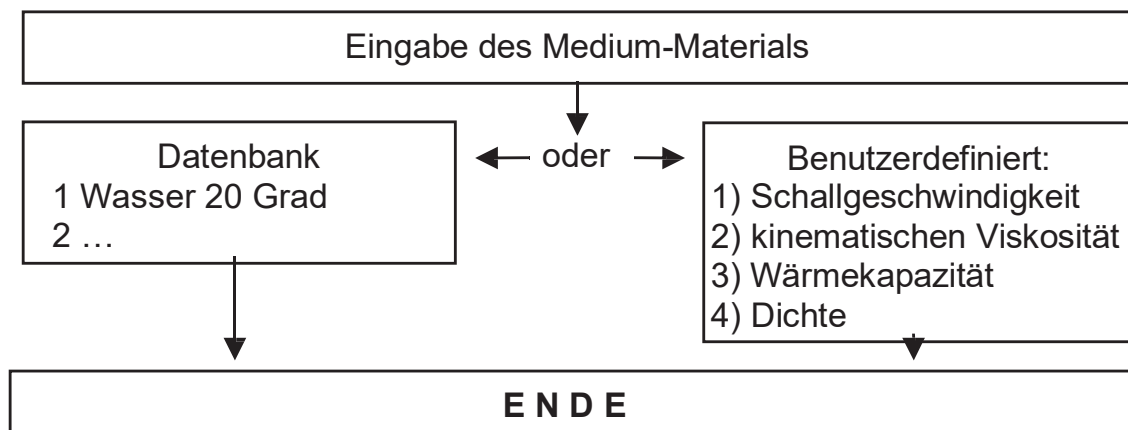 Eingabe des Medium-Materials
Datenbank
1 Wasser 20 Grad
2 …
oder
Benutzerdefiniert:
1) Schallgeschwindigkeit
2) kinematischen Viskosität
3) Wärmekapazität
4) Dichte
E N D E